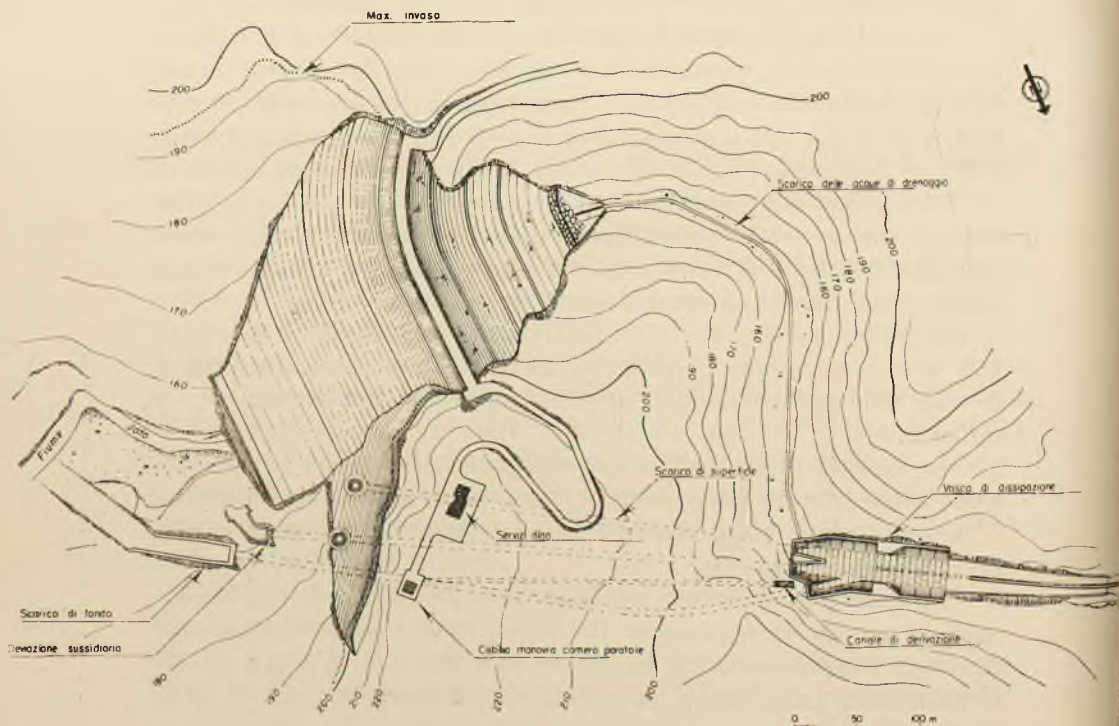 Max. invaso
200
200
190
180
170
160
Scarico delle acque di drenaggio
200
190
180
170
160
160
170
180
190
200
Fiume
Scarico di superficie
Vasca di dissipazione
Servizi diga
Scarico di fondo
Deviazione sussidiaria
Cabina manovra camera paratoie
Canale di derivazione
180
190
200
210
220
220
210
200
0 50 100 m